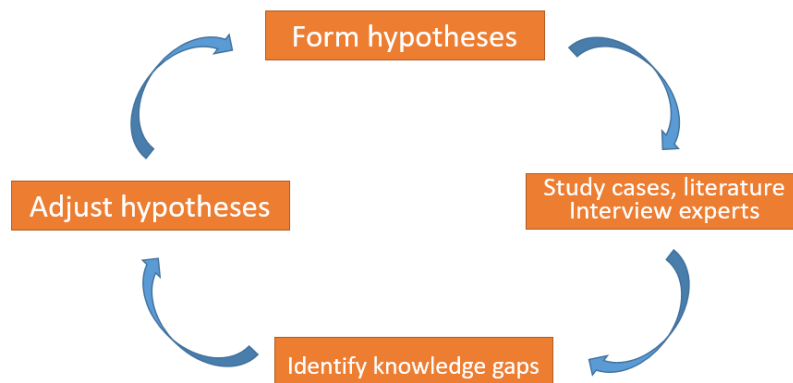 Form hypotheses
Study cases, literature
Interview experts
Identify knowledge gaps
Adjust hypotheses